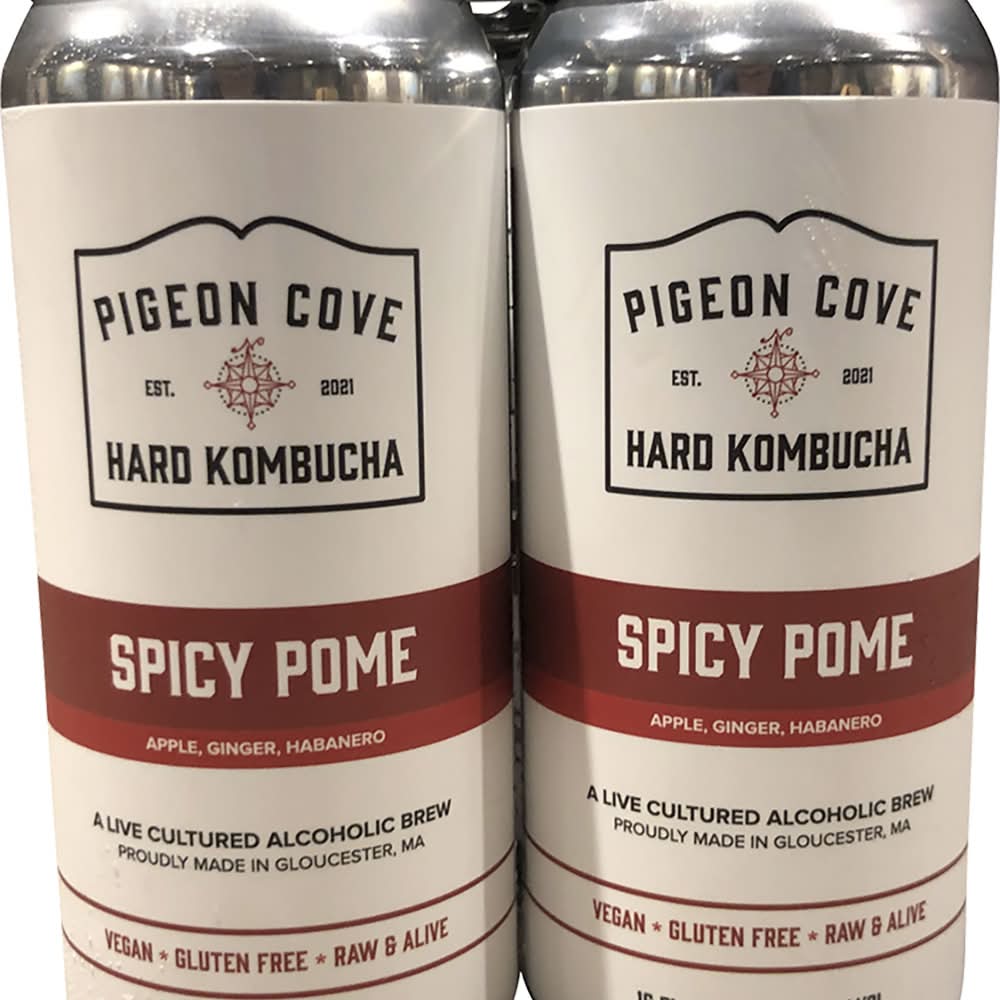 PIGEON COVE
EST. 2021
HARD KOMBUCHA
SPICY POME
APPLE, GINGER, HABANERO
A LIVE CULTURED ALCOHOLIC BREW
PROUDLY MADE IN GLOUCESTER, MA
VEGAN * GLUTEN FREE * RAW & ALIVE
PIGEON COVE
EST. 2021
HARD KOMBUCHA
SPICY POME
APPLE, GINGER, HABANERO
A LIVE CULTURED ALCOHOLIC BREW
PROUDLY MADE IN GLOUCESTER, MA
VEGAN * GLUTEN FREE * RAW & ALIVE